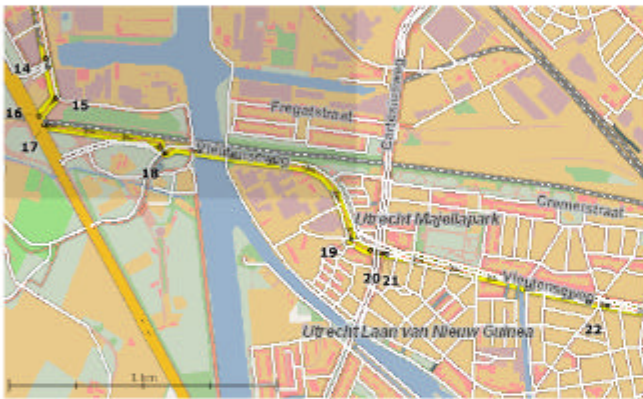 14
15
16
17
Fregatstraat
Cartesiusweg
Vleutenseweg
18
Cremerstraat
Utrecht Majellapark
19
20 21
Vleutenseweg
22
Utrecht Laan van Nieuw Guinea
1 km